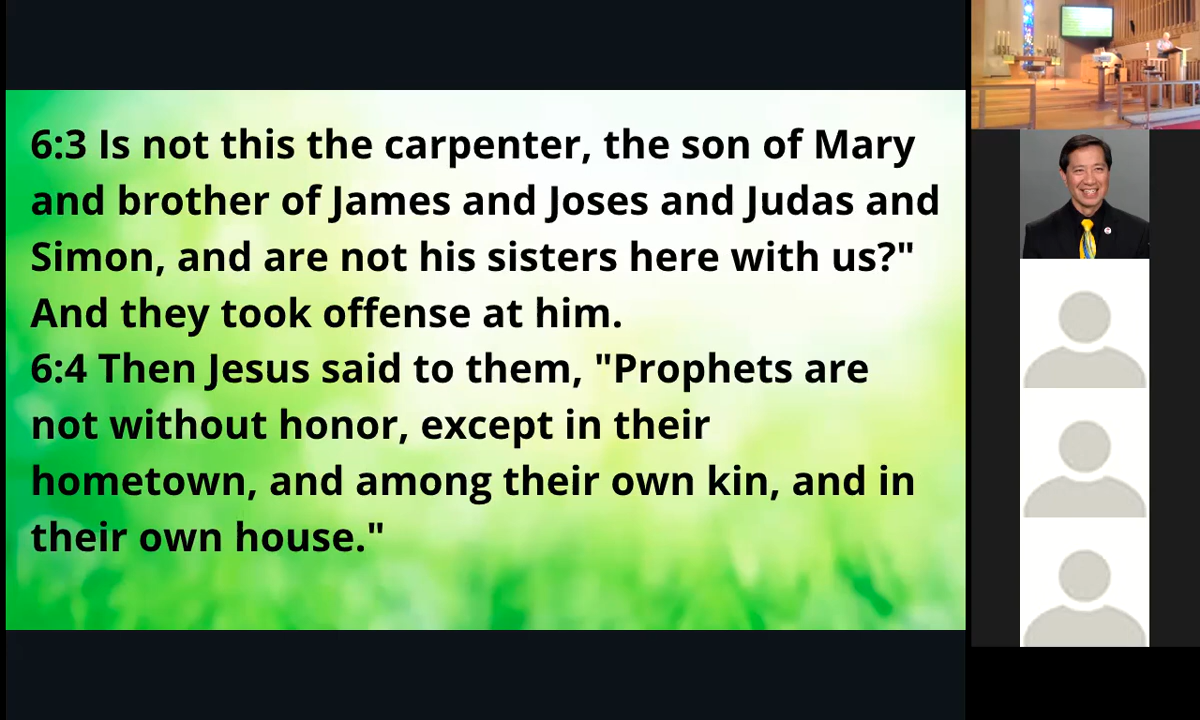 6:3 Is not this the carpenter, the son of Mary
and brother of James and Joses and Judas and
Simon, and are not his sisters here with us?"
And they took offense at him.
6:4 Then Jesus said to them, "Prophets are
not without honor, except in their
hometown, and among their own kin, and in
their own house."